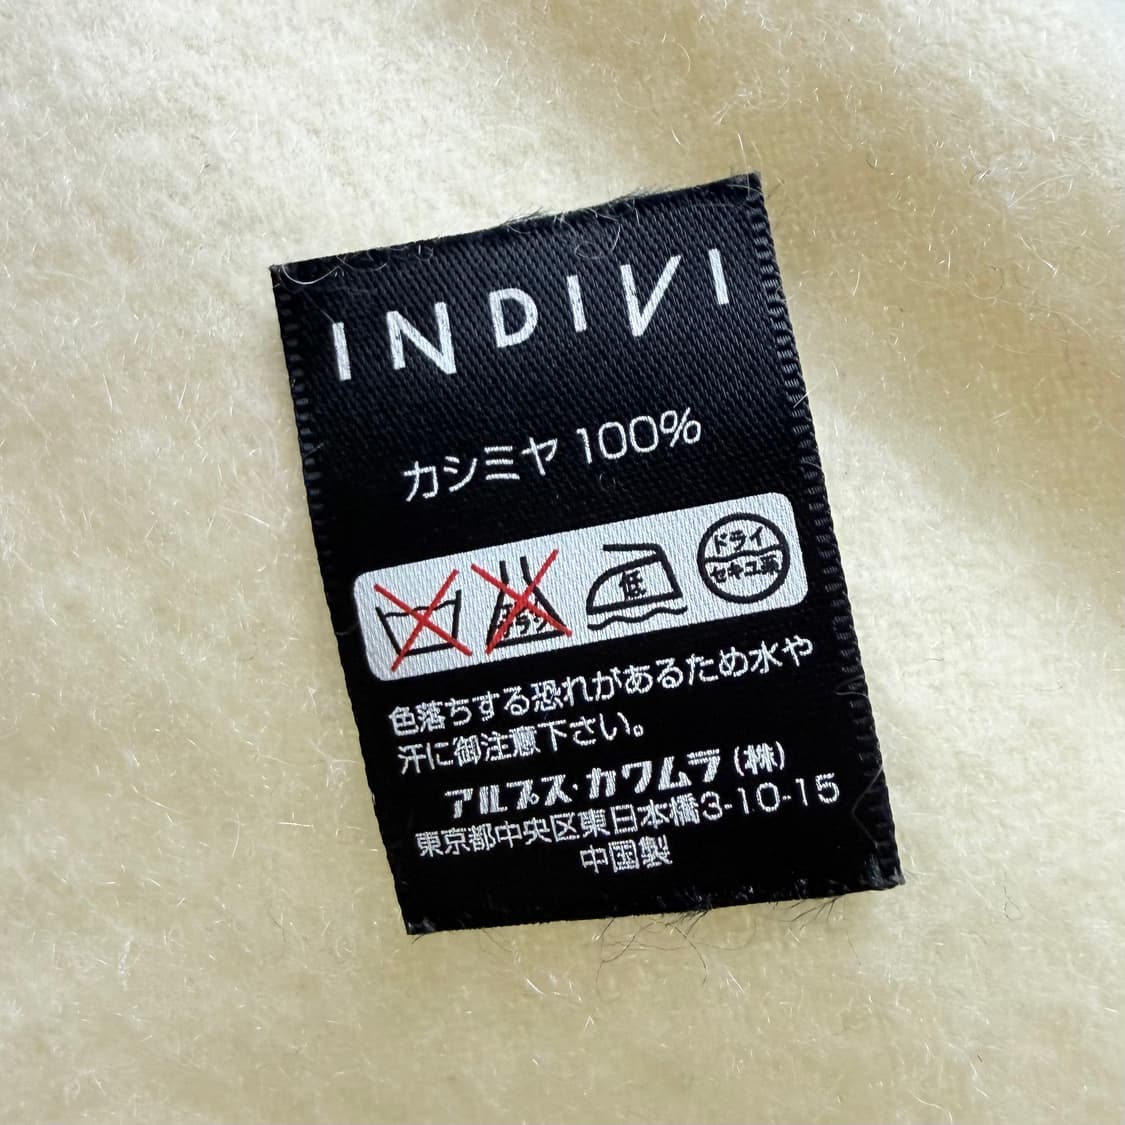 INDIVI
カシミヤ 100%
低
ドライ
セキユ系
色落ちする恐れがあるため水や
汗に御注意下さい。
アルプス・カワムラ(株)
東京都中央区東日本橋3-10-15
中国製